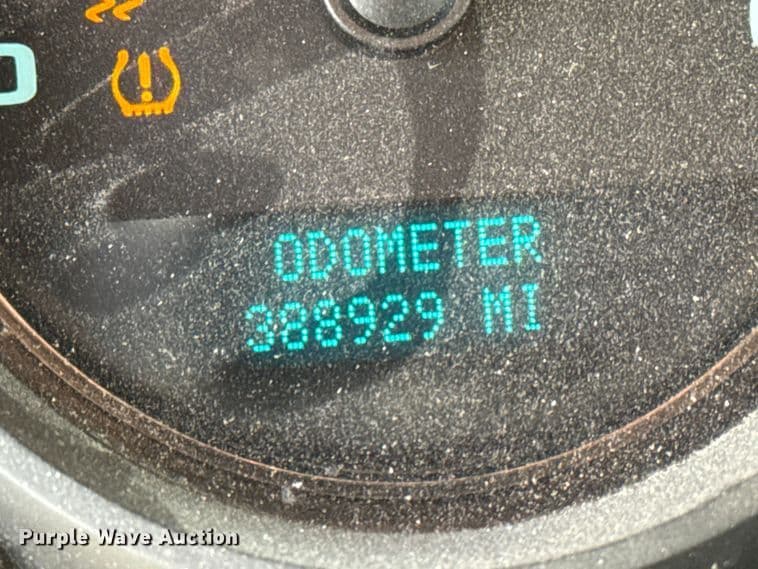 ODOMETER
388929 MI
Purple Wave Auction